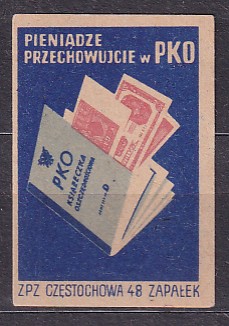 PIENIĄDZE
PRZECHOWUJCIE w PKO
PKO
KSIĄŻECZKA
OSZCZĘDNOŚCIOWA
D
ZPZ CZĘSTOCHOWA 48 ZAPAŁEK